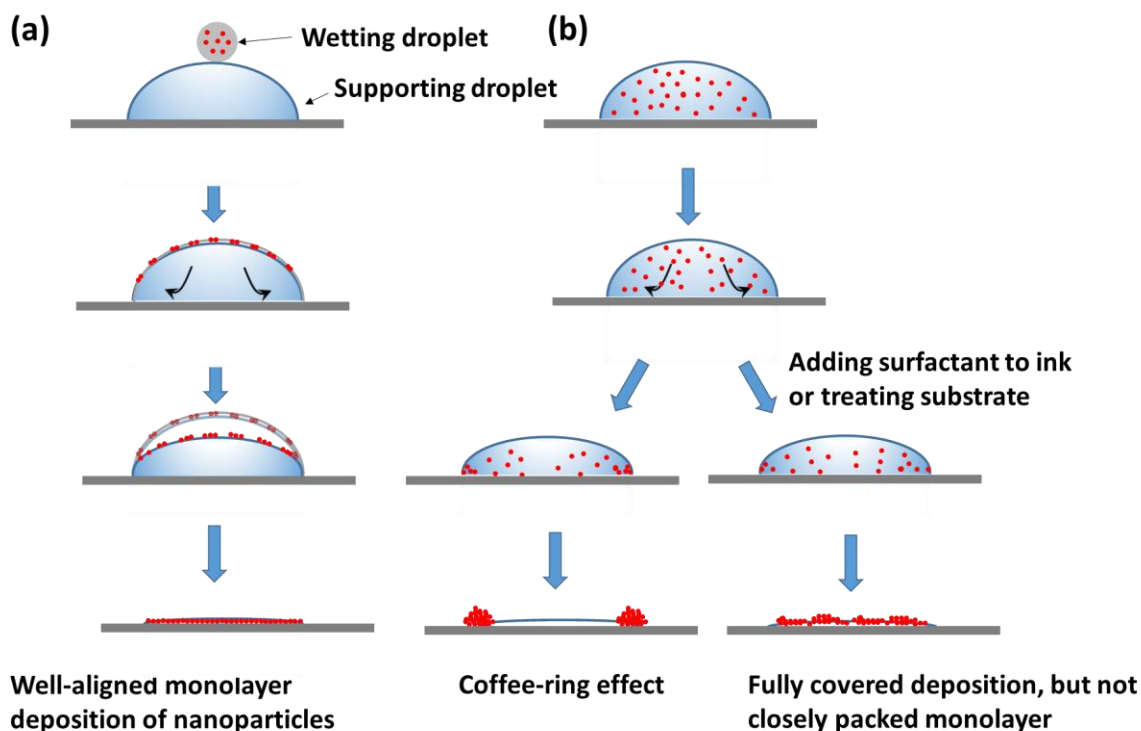 (a)
Wetting droplet
Supporting droplet
(b)
Adding surfactant to ink
or treating substrate
Well-aligned monolayer
deposition of nanoparticles
Coffee-ring effect
Fully covered deposition, but not
closely packed monolayer